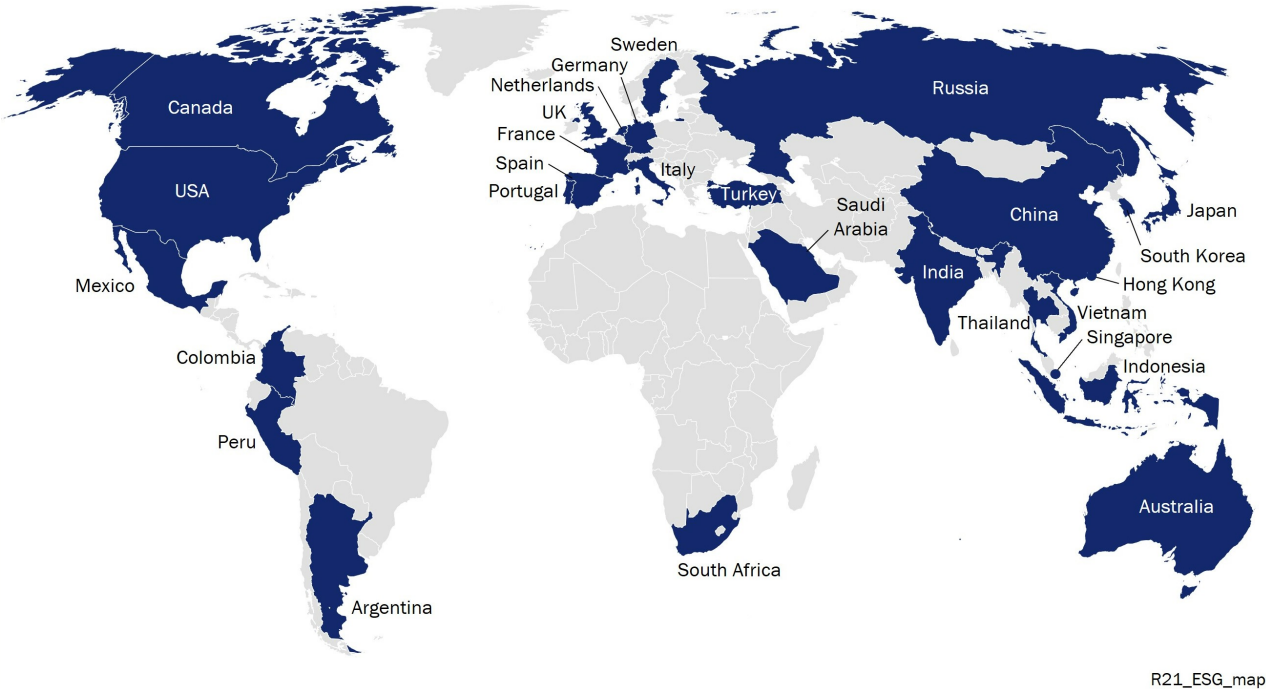 Sweden
Germany
Netherlands
UK
France
Spain
Portugal
Italy
Turkey
Saudi
Arabia
Canada
USA
Mexico
Colombia
Peru
Argentina
South Africa
Russia
China
Japan
South Korea
Hong Kong
India
Vietnam
Thailand
Singapore
Indonesia
Australia
R21_ESG_map